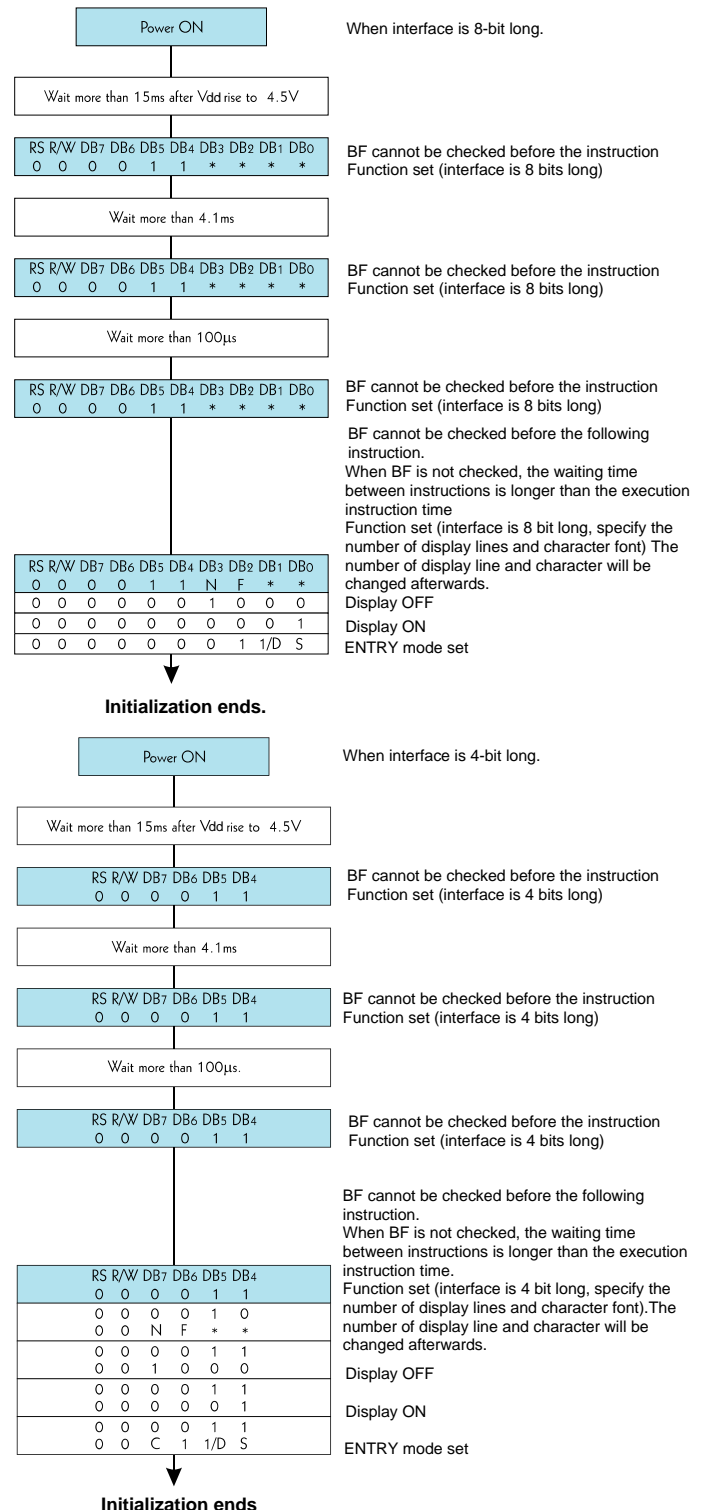 Power ON
When interface is 8-bit long.
Wait more than 15ms after Vdd rise to 4.5V
RS R/W DB7 DB6 DB5 DB4 DB3 DB2 DB1 DB0
0 0 0 0 1 1 * * * *
BF cannot be checked before the instruction
Function set (interface is 8 bits long)
Wait more than 4.1ms
RS R/W DB7 DB6 DB5 DB4 DB3 DB2 DB1 DB0
0 0 0 0 1 1 * * * *
BF cannot be checked before the instruction
Function set (interface is 8 bits long)
Wait more than 100µs
RS R/W DB7 DB6 DB5 DB4 DB3 DB2 DB1 DB0
0 0 0 0 1 1 * * * *
BF cannot be checked before the instruction
Function set (interface is 8 bits long)
BF cannot be checked before the following
instruction.
When BF is not checked, the waiting time
between instructions is longer than the execution
instruction time
Function set (interface is 8 bit long, specify the
number of display lines and character font) The
number of display line and character will be
changed afterwards.
RS R/W DB7 DB6 DB5 DB4 DB3 DB2 DB1 DB0
0 0 0 0 1 1 N F * *
0 0 0 0 0 0 1 0 0 0
Display OFF
0 0 0 0 0 0 0 0 0 1
Display ON
0 0 0 0 0 0 0 1 1/D S
ENTRY mode set
Initialization ends.
Power ON
When interface is 4-bit long.
Wait more than 15ms after Vdd rise to 4.5V
RS R/W DB7 DB6 DB5 DB4
0 0 0 0 1 1
BF cannot be checked before the instruction
Function set (interface is 4 bits long)
Wait more than 4.1ms
RS R/W DB7 DB6 DB5 DB4
0 0 0 0 1 1
BF cannot be checked before the instruction
Function set (interface is 4 bits long)
Wait more than 100µs.
RS R/W DB7 DB6 DB5 DB4
0 0 0 0 1 1
BF cannot be checked before the instruction
Function set (interface is 4 bits long)
BF cannot be checked before the following
instruction.
When BF is not checked, the waiting time
between instructions is longer than the execution
instruction time.
Function set (interface is 4 bit long, specify the
number of display lines and character font).The
number of display line and character will be
changed afterwards.
RS R/W DB7 DB6 DB5 DB4
0 0 0 0 1 1
0 0 0 0 1 0
0 0 N F * *
0 0 0 0 1 1
0 0 1 0 0 0
Display OFF
0 0 0 0 1 1
0 0 0 0 0 1
Display ON
0 0 0 0 1 1
0 0 C 1 1/D S
ENTRY mode set
Initialization ends